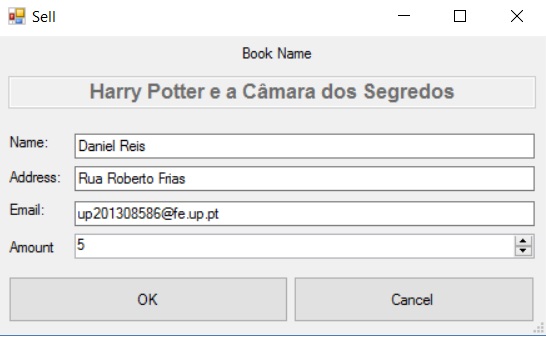 Sell
Book Name
Harry Potter e a Câmara dos Segredos
Name: Daniel Reis
Address: Rua Roberto Frias
Email: up201308586@fe.up.pt
Amount 5
OK Cancel